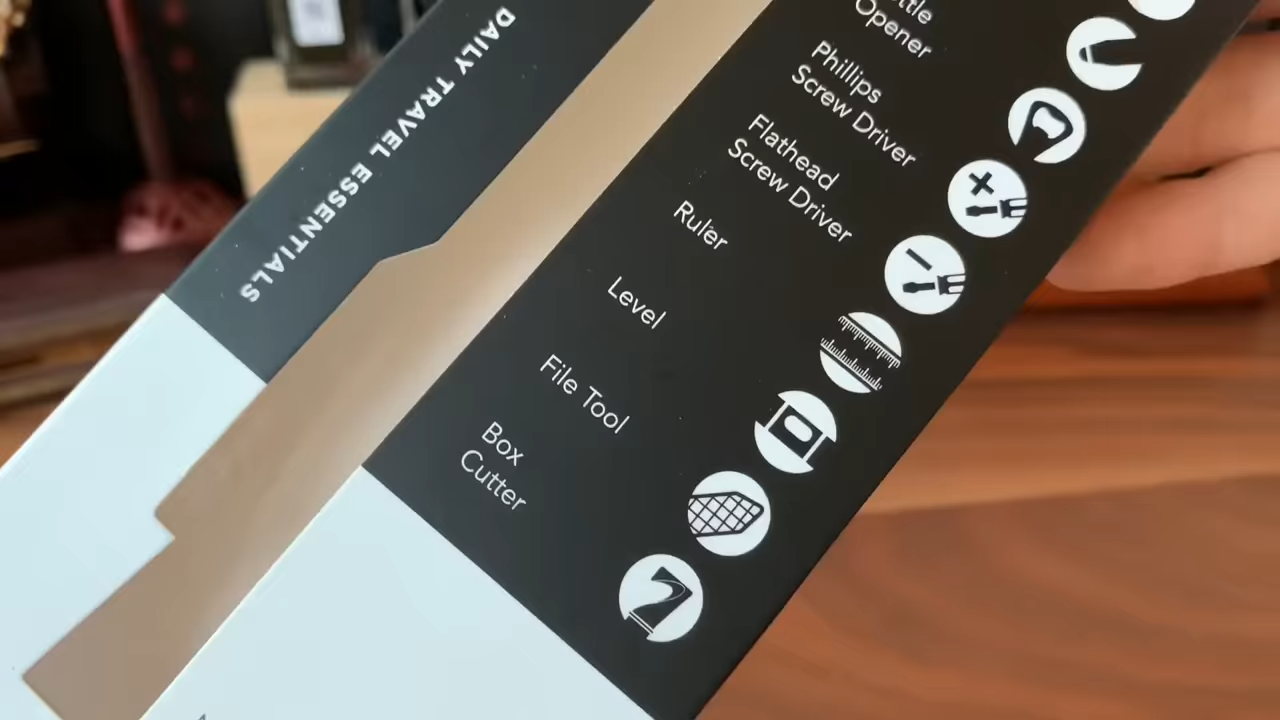 DAILY TRAVEL ESSENTIALS
Opener
Phillips
Screw Driver
Flathead
Screw Driver
Ruler
Level
File Tool
Box
Cutter